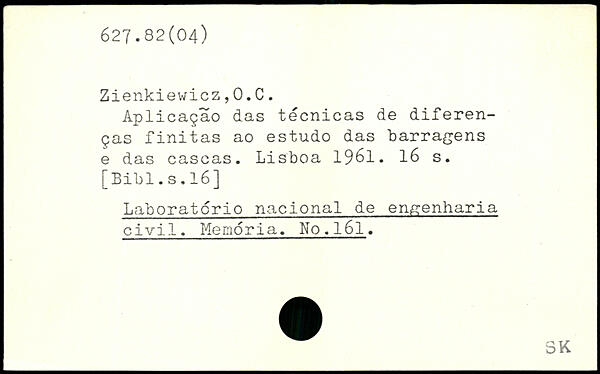 627.82(04)
Zienkiewicz,O.C.
Aplicação das técnicas de diferen-
ças finitas ao estudo das barragens
e das cascas. Lisboa 1961. 16 s.
[Bibl.s.16]
Laboratório nacional de engenharia
civil. Memória. No.161.
SK